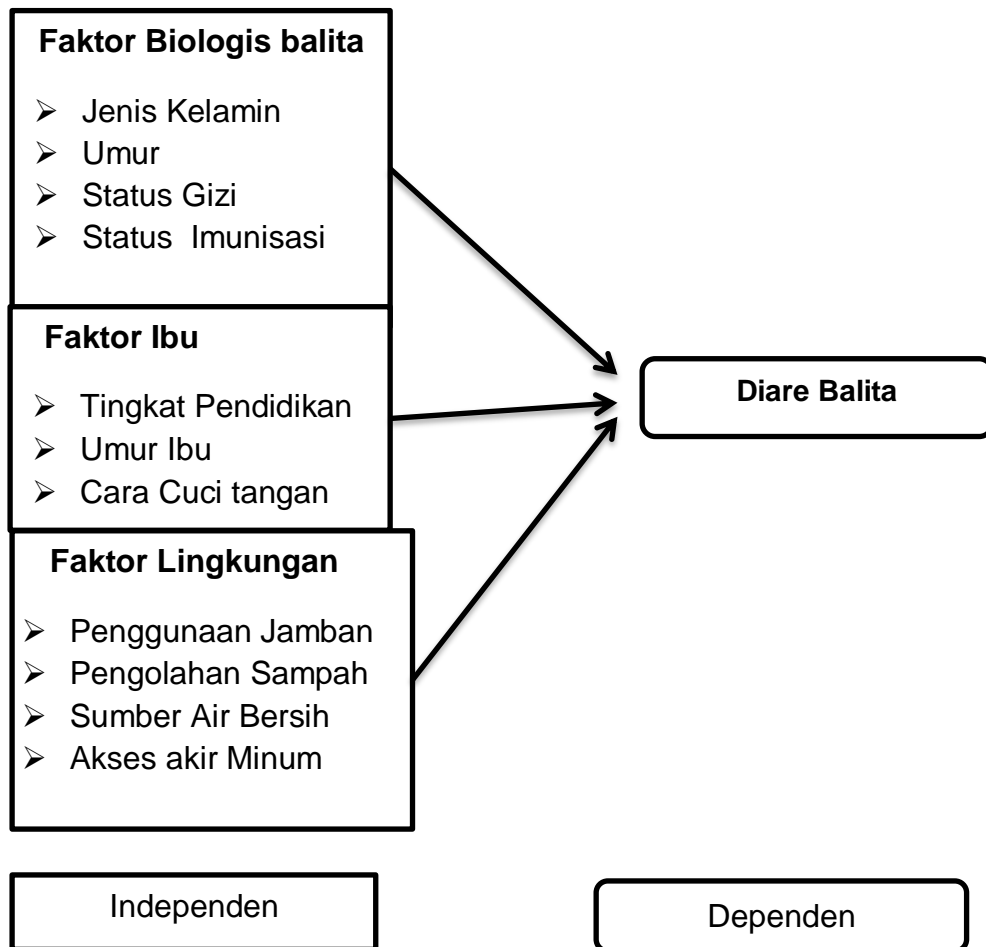 Faktor Biologis balita
➢ Jenis Kelamin
➢ Umur
➢ Status Gizi
➢ Status Imunisasi
Faktor Ibu
➢ Tingkat Pendidikan
➢ Umur Ibu
➢ Cara Cuci tangan
Faktor Lingkungan
➢ Penggunaan Jamban
➢ Pengolahan Sampah
➢ Sumber Air Bersih
➢ Akses akir Minum
Diare Balita
Independen
Dependen